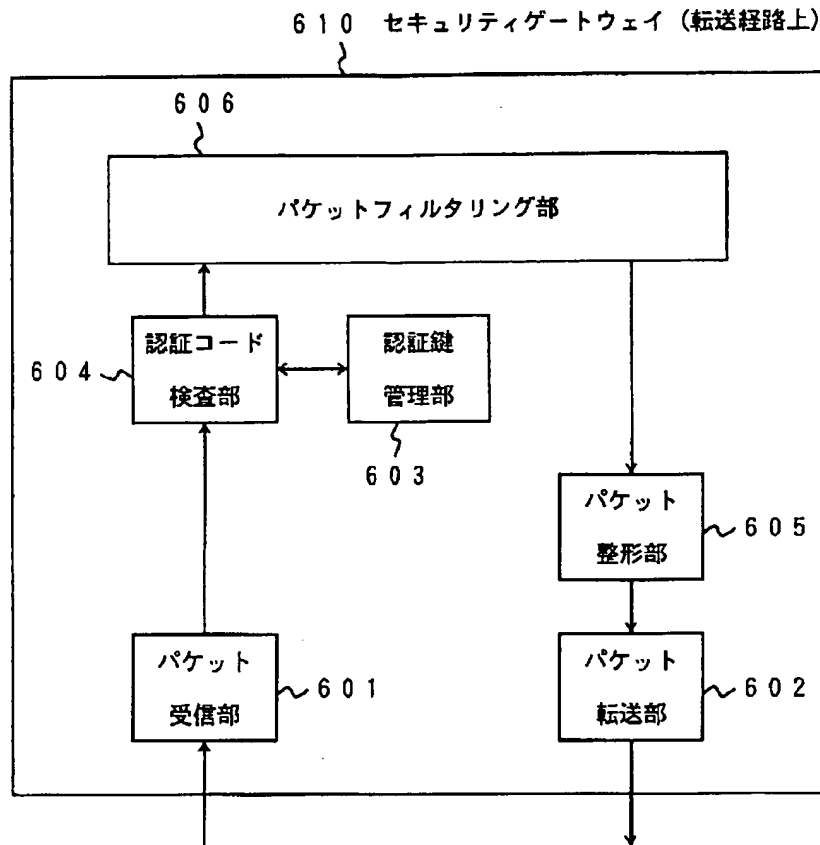 610 セキュリティゲートウェイ（転送経路上）
606
パケットフィルタリング部
認証コード
検査部
604
認証鍵
管理部
603
パケット
整形部
605
パケット
受信部
601
パケット
転送部
602